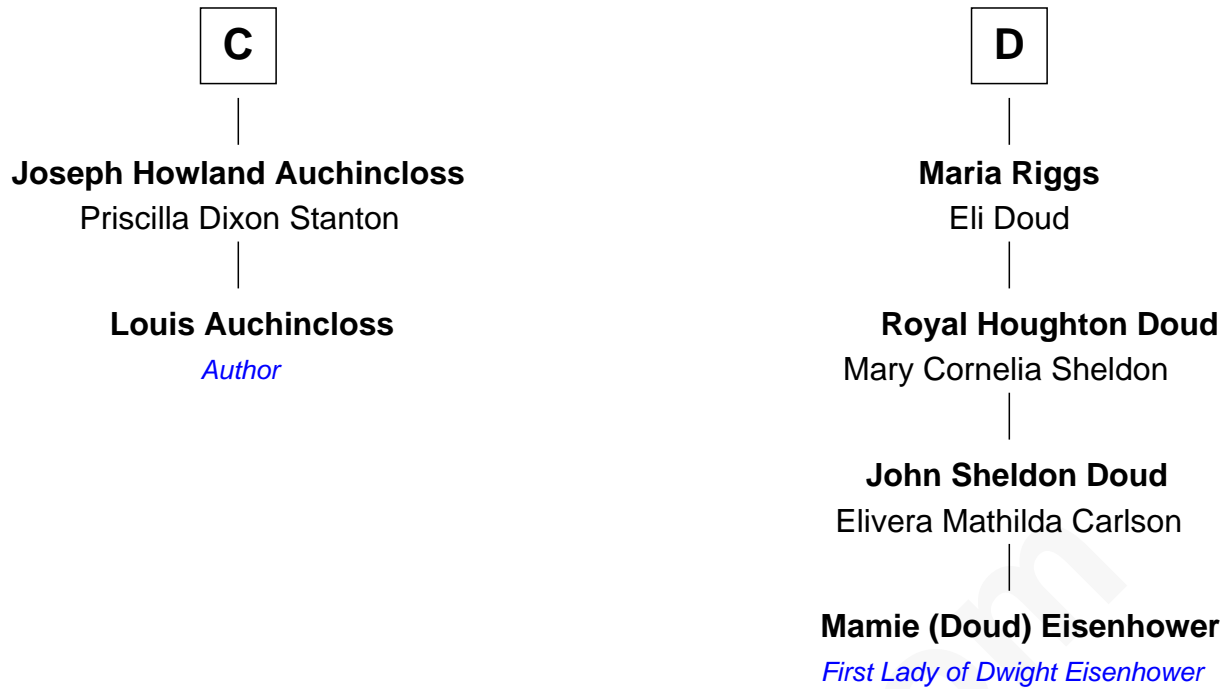 C
Joseph Howland Auchincloss
Priscilla Dixon Stanton
Louis Auchincloss
Author
D
Maria Riggs
Eli Doud
Royal Houghton Doud
Mary Cornelia Sheldon
John Sheldon Doud
Elivera Mathilda Carlson
Mamie (Doud) Eisenhower
First Lady of Dwight Eisenhower